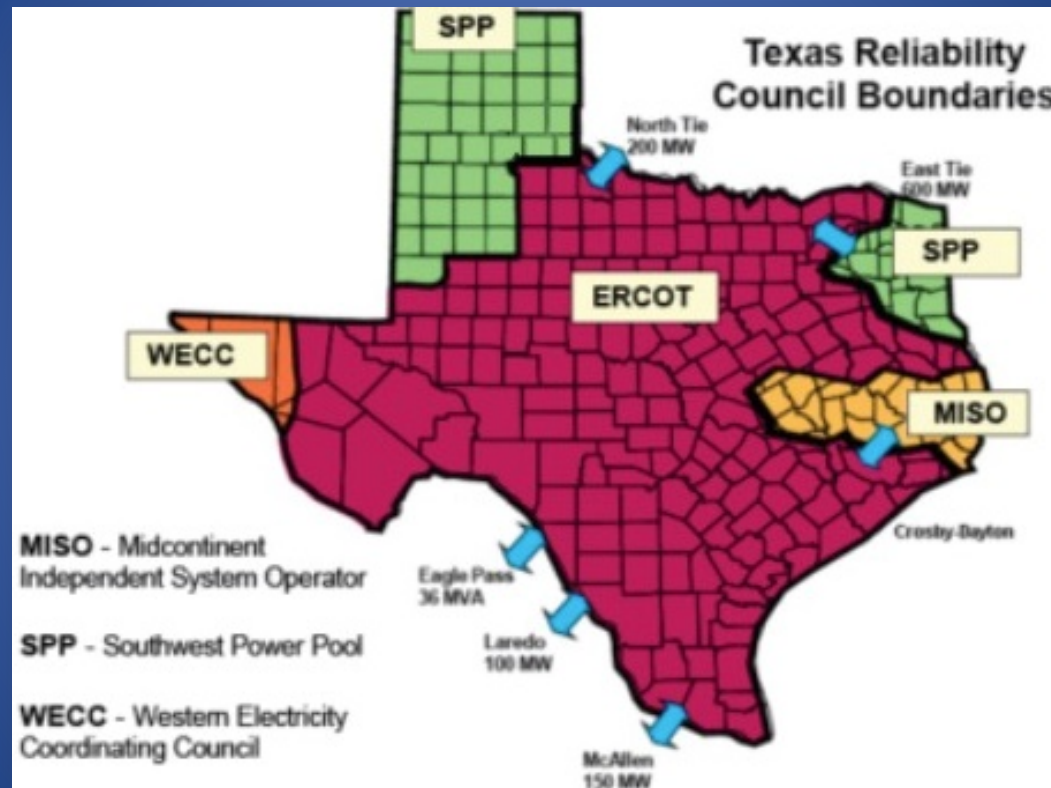 SPP
Texas Reliability
Council Boundaries
North Tie
200 MW
East Tie
600 MW
SPP
ERCOT
WECC
MISO
Crosby-Dayton
MISO - Midcontinent
Independent System Operator
Eagle Pass
36 MVA
SPP - Southwest Power Pool
Laredo
100 MW
WECC - Western Electricity
Coordinating Council
McAllen
150 MW